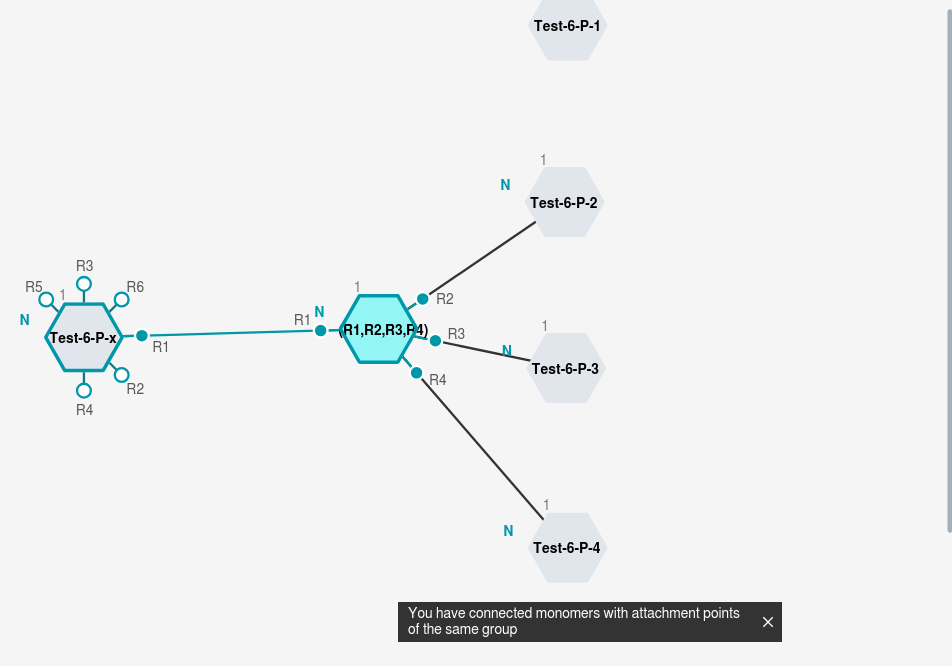 Test-6-P-1
1
N
Test-6-P-2
R3
R5
1
R6
N
Test-6-P-x
R1
R2
R4
1
N
R1
(R1,R2,R3,R4)
R2
R3
R4
1
N
Test-6-P-3
1
N
Test-6-P-4
You have connected monomers with attachment points
of the same group